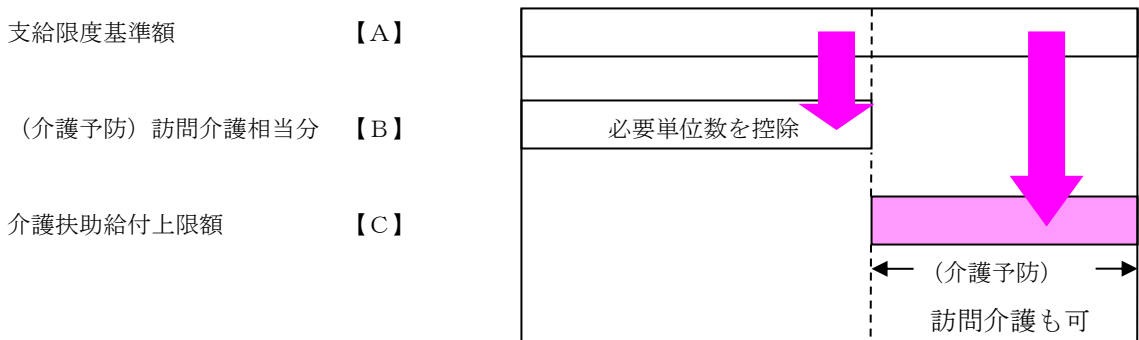 支給限度基準額 【A】
(介護予防)訪問介護相当分 【B】 必要単位数を控除
介護扶助給付上限額 【C】
(介護予防)
訪問介護も可